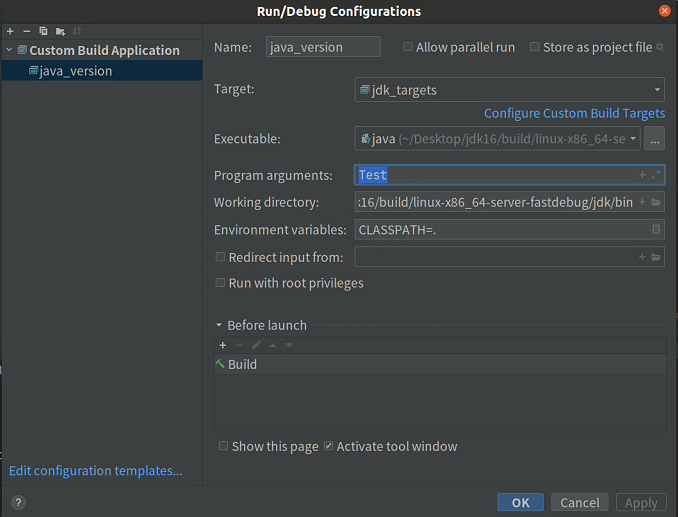 Run/Debug Configurations
Custom Build Application
java_version
Edit configuration templates...
Name: java_version Allow parallel run Store as project file
Target: jdk_targets
Configure Custom Build Targets
Executable: java (~/Desktop/jdk16/build/linux-x86_64-se ...
Program arguments: Test
Working directory: :16/build/linux-x86_64-server-fastdebug/jdk/bin
Environment variables: CLASSPATH=.
Redirect input from:
Run with root privileges
Before launch
Build
Show this page Activate tool window
? OK Cancel Apply